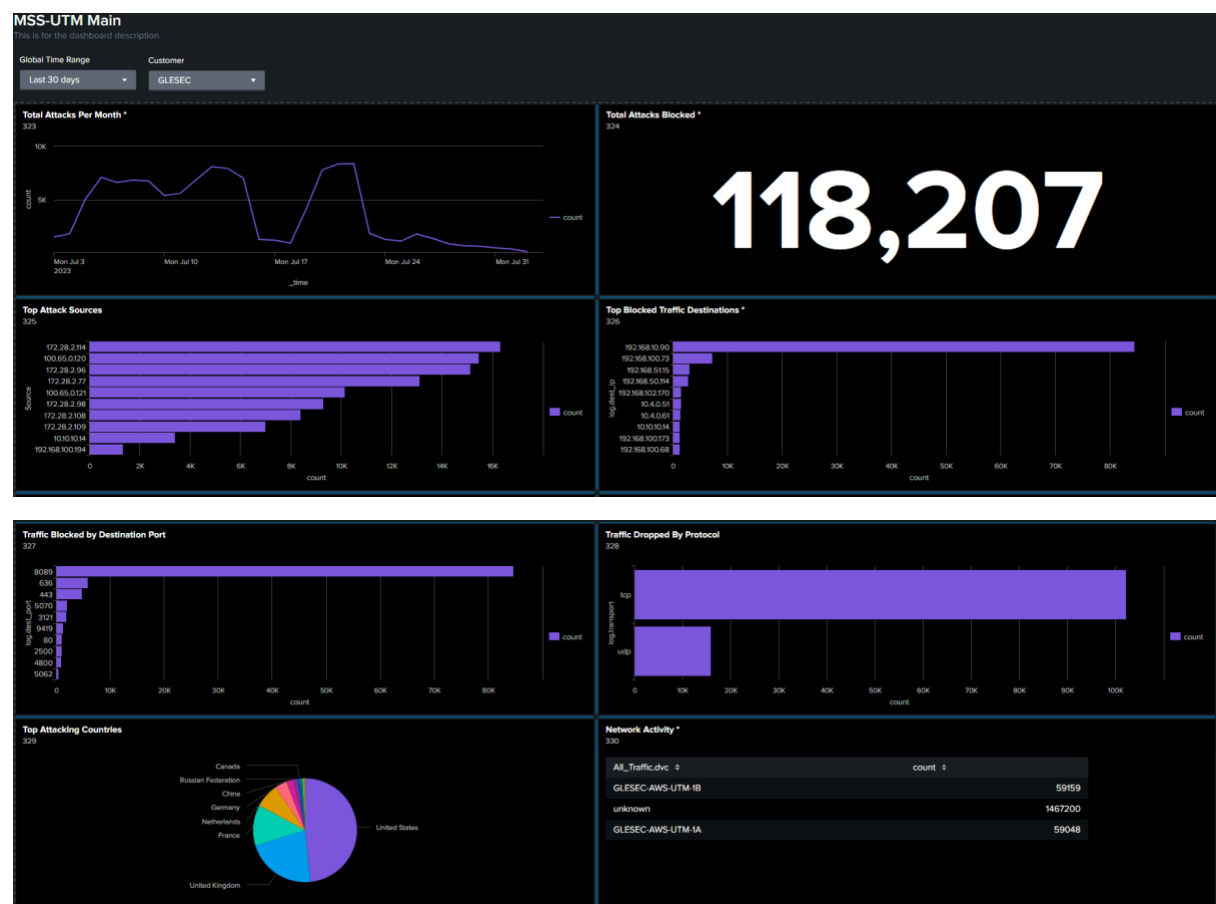 MSS-UTM Main
This is for the dashboard description.
Global Time Range
Customer
Last 30 days
GLESEC
Total Attacks Per Month *
323
10K
5K
count
count
Mon Jul 3
2023
Mon Jul 10
Mon Jul 17
Mon Jul 24
Mon Jul 31
_time
Total Attacks Blocked *
324
118,207
Top Attack Sources
325
172.28.2.114
100.65.0.120
172.28.2.96
172.28.2.77
100.65.0.121
172.28.2.98
172.28.2.108
172.28.2.109
10.10.10.14
192.168.100.194
Source
0 2K 4K 6K 8K 10K 12K 14K 16K
count
count
Top Blocked Traffic Destinations *
326
192.168.10.90
192.168.100.73
192.168.51.15
192.168.50.114
192.168.102.170
10.4.0.51
10.4.0.61
10.10.10.14
192.168.100.173
192.168.100.68
log.dest_ip
0 10K 20K 30K 40K 50K 60K 70K 80K
count
count
Traffic Blocked by Destination Port
327
8089
636
443
5070
3121
9419
80
2500
4800
5062
log.dest_port
0 10K 20K 30K 40K 50K 60K 70K 80K
count
count
Traffic Dropped By Protocol
328
tcp
udp
log.transport
0 10K 20K 30K 40K 50K 60K 70K 80K 90K 100K
count
count
Top Attacking Countries
329
Canada
Russian Federation
China
Germany
Netherlands
France
United Kingdom
United States
Network Activity *
330
All_Traffic.dvc count
GLESEC-AWS-UTM-1B 59159
unknown 1467200
GLESEC-AWS-UTM-1A 59048